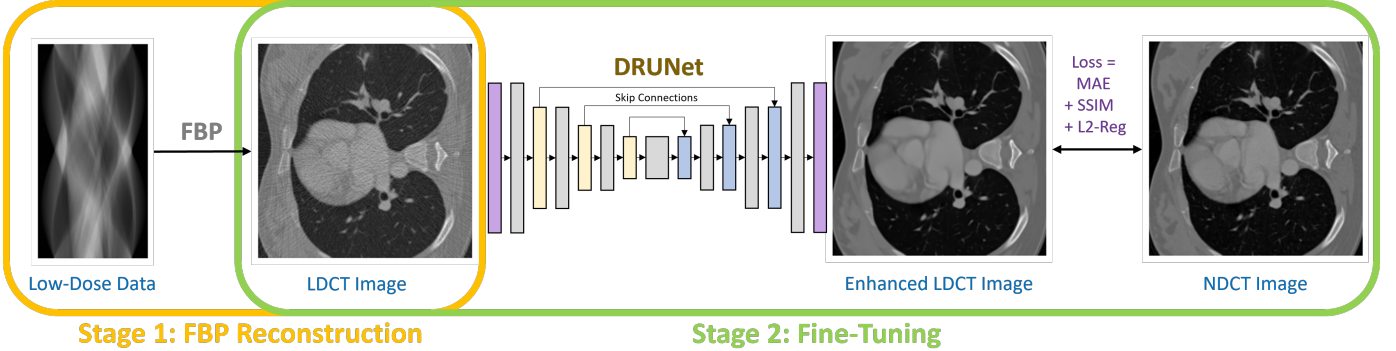 FBP
DRUNet
Skip Connections
Loss =
MAE
+ SSIM
+ L2-Reg
Low-Dose Data
LDCT Image
Enhanced LDCT Image
NDCT Image
Stage 1: FBP Reconstruction
Stage 2: Fine-Tuning